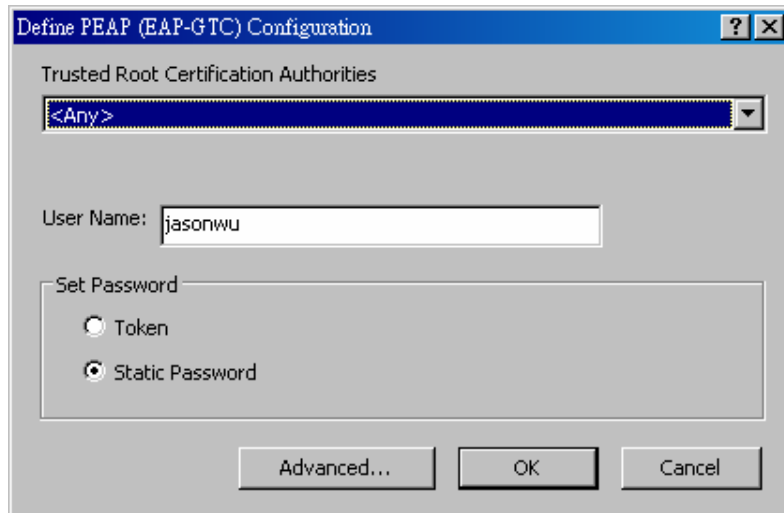 Define PEAP (EAP-GTC) Configuration
Trusted Root Certification Authorities
<Any>
User Name: jasonwu
Set Password
Token
Static Password
Advanced... OK Cancel